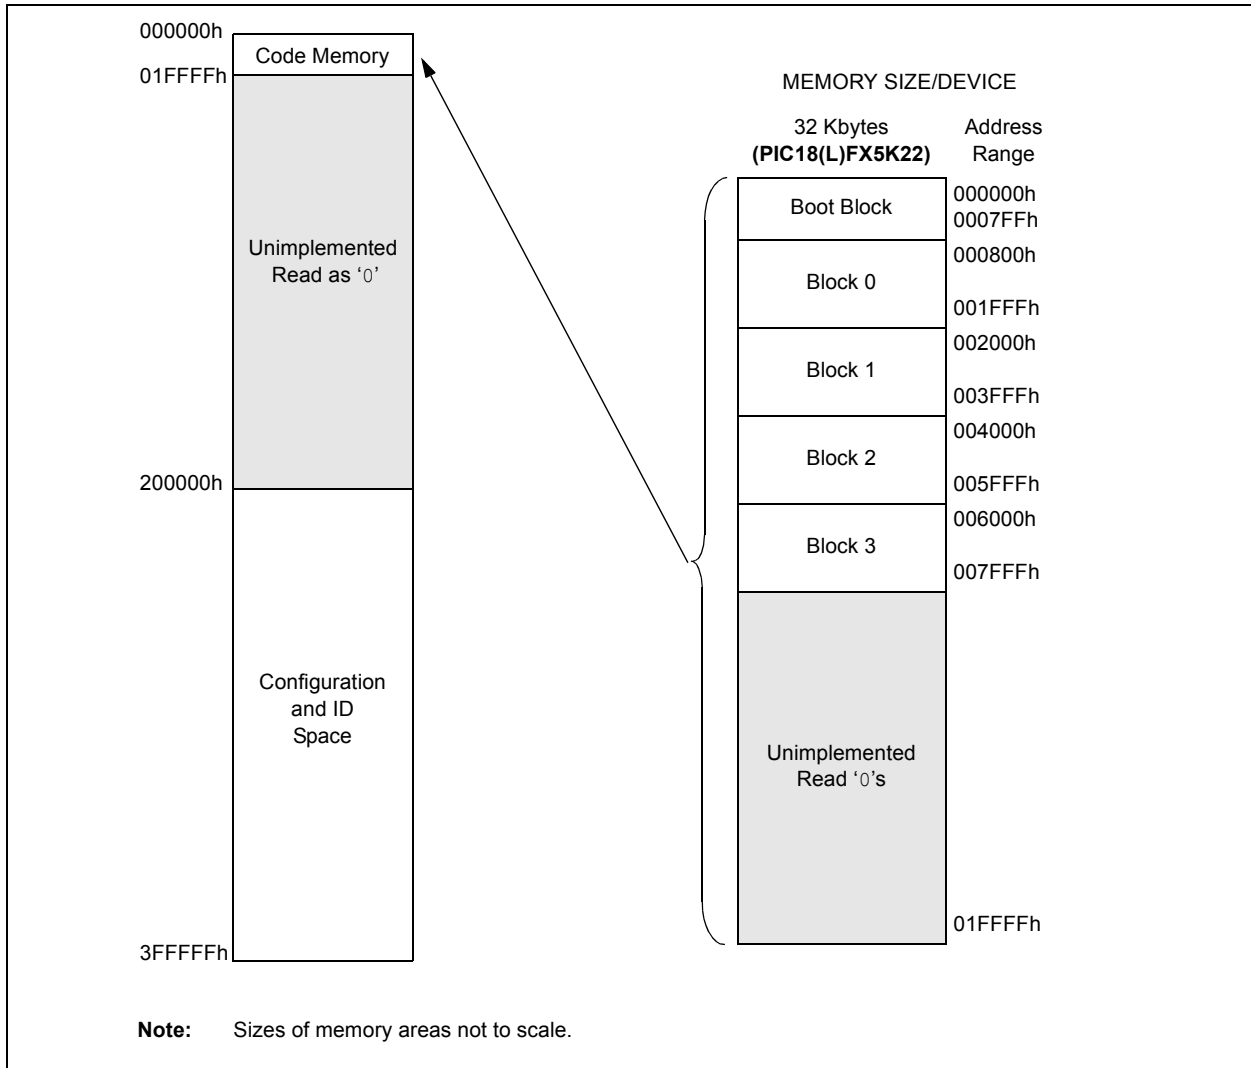 000000h
Code Memory
01FFFFh
Unimplemented
Read as ‘0’
200000h
Configuration
and ID
Space
3FFFFFh
MEMORY SIZE/DEVICE
32 Kbytes
(PIC18(L)FX5K22)
Address
Range
Boot Block
000000h
0007FFh
Block 0
000800h
001FFFh
Block 1
002000h
003FFFh
Block 2
004000h
005FFFh
Block 3
006000h
007FFFh
Unimplemented
Read ‘0’s
01FFFFh
Note: Sizes of memory areas not to scale.